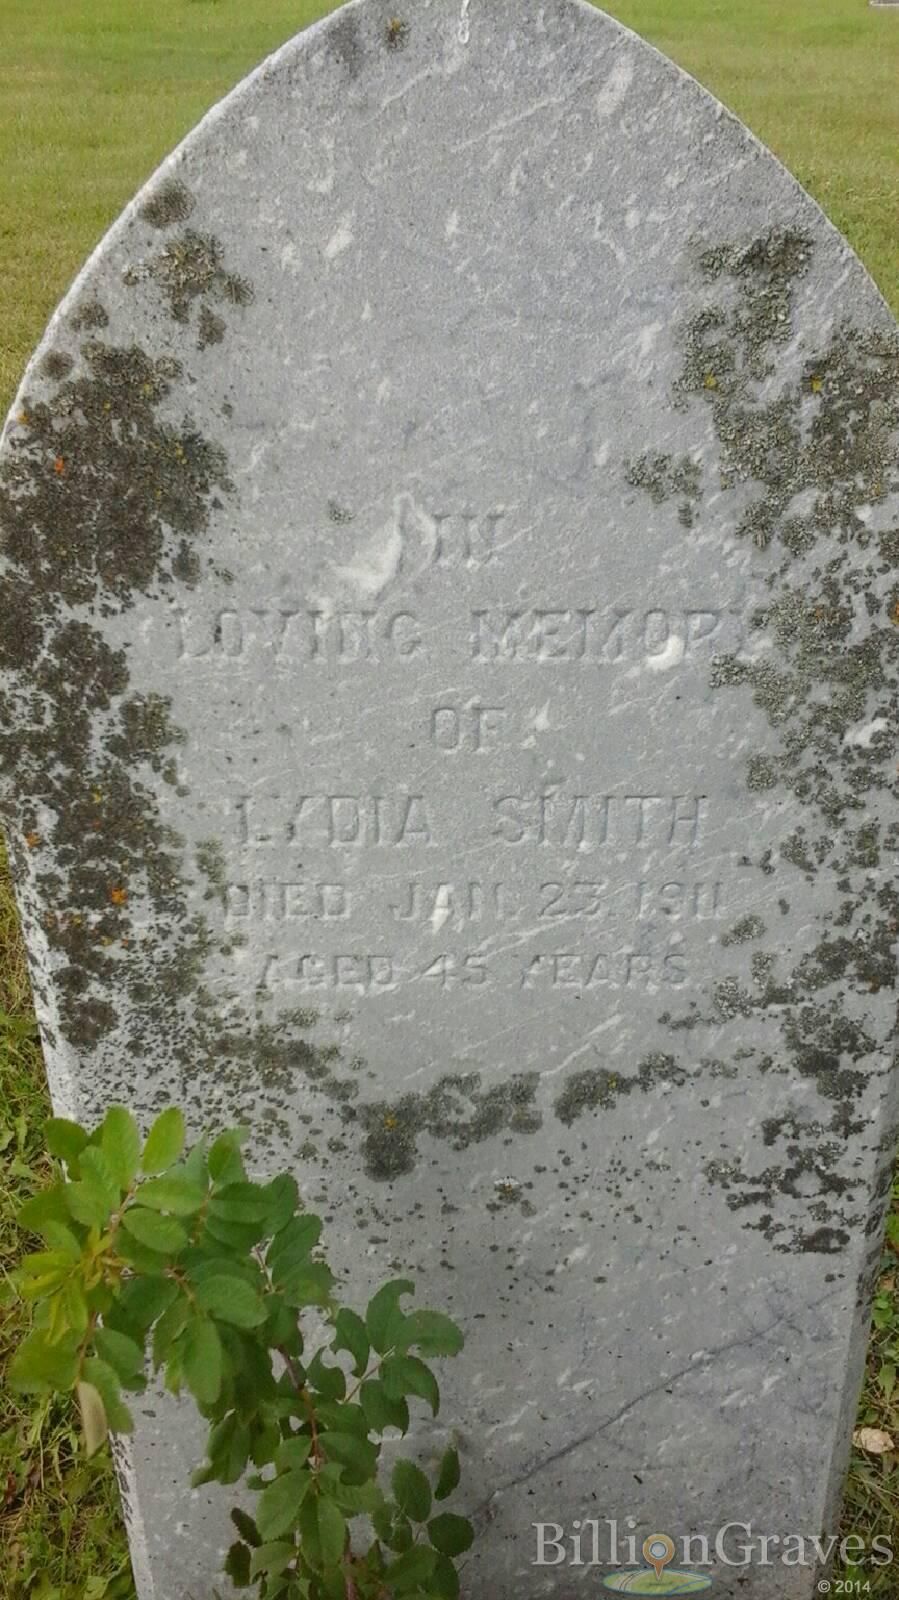 IN
LOVING MEMORY
OF
LYDIA SMITH
DIED JAN. 23. 1911
AGED 45 YEARS.
BillionGraves
© 2014